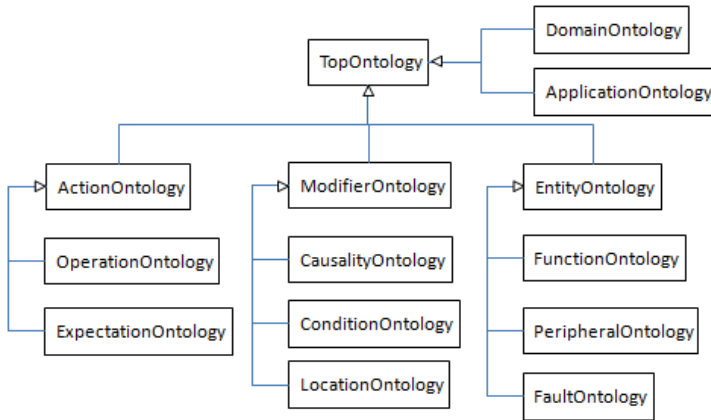 DomainOntology
TopOntology
ApplicationOntology
ActionOntology
ModifierOntology
EntityOntology
OperationOntology
CausalityOntology
FunctionOntology
ExpectationOntology
ConditionOntology
PeripheralOntology
LocationOntology
FaultOntology